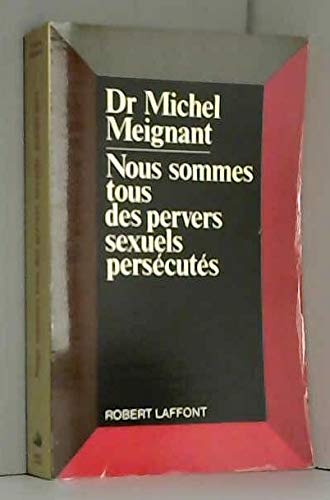 Dr Michel
Meignant
Nous sommes
tous
des pervers
sexuels
persécutés
ROBERT LAFFONT